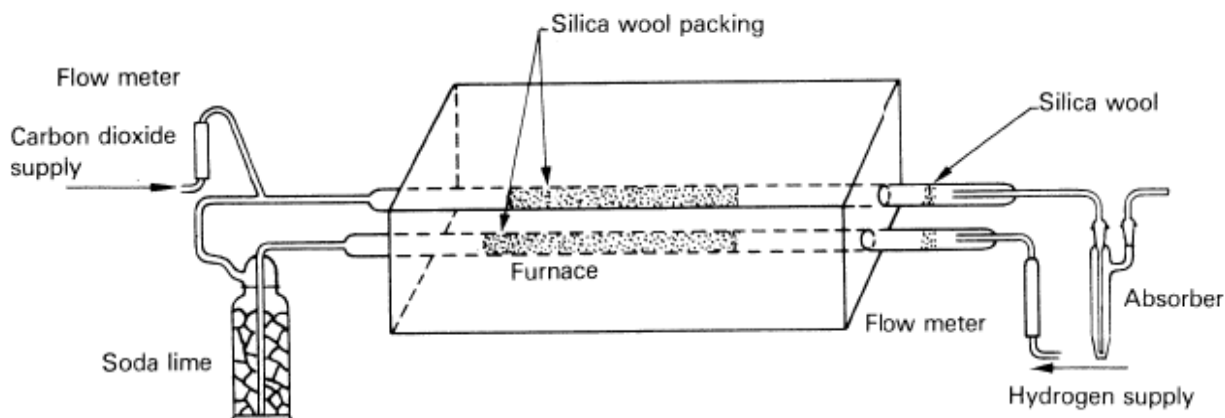 Silica wool packing
Flow meter
Silica wool
Carbon dioxide
supply
Furnace
Absorber
Flow meter
Soda lime
Hydrogen supply